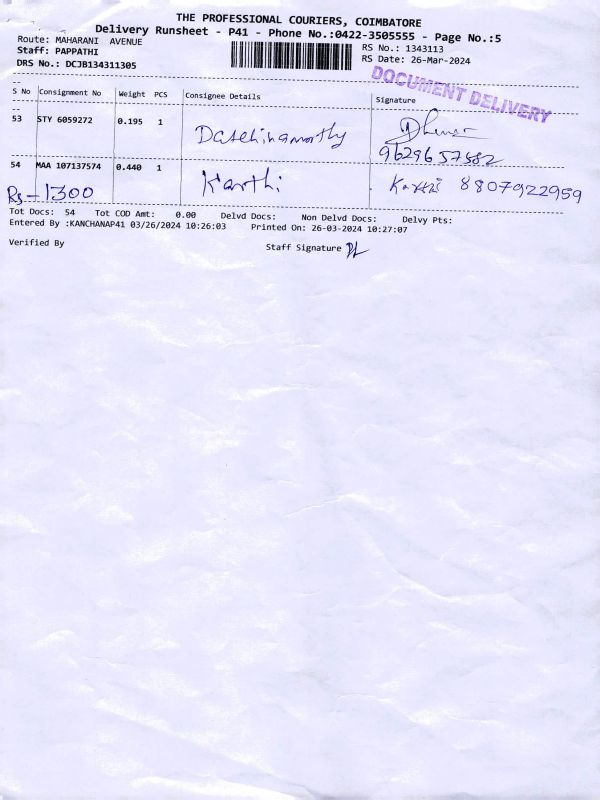 THE PROFESSIONAL COURIERS, COIMBATORE
Delivery Runsheet - P41 - Phone No.:0422-3505555 - Page No.:5
Route: MAHARANI AVENUE
RS No.: 1343113
Staff: PAPPATHI
RS Date: 26-Mar-2024
DRS No.: DCJB134311305
DOCUMENT DELIVERY
S No Consignment No Weight PCS Consignee Details Signature
53 STY 6059272 0.195 1 Datchinamorthy
9629657582
54 MAA 107137574 0.440 1 Karthi Karthi 8807922959
Rs-1300
Tot Docs: 54 Tot COD Amt: 0.00 Delvd Docs: Non Delvd Docs: Delvy Pts:
Entered By :KANCHANAP41 03/26/2024 10:26:03 Printed On: 26-03-2024 10:27:07
Verified By Staff Signature